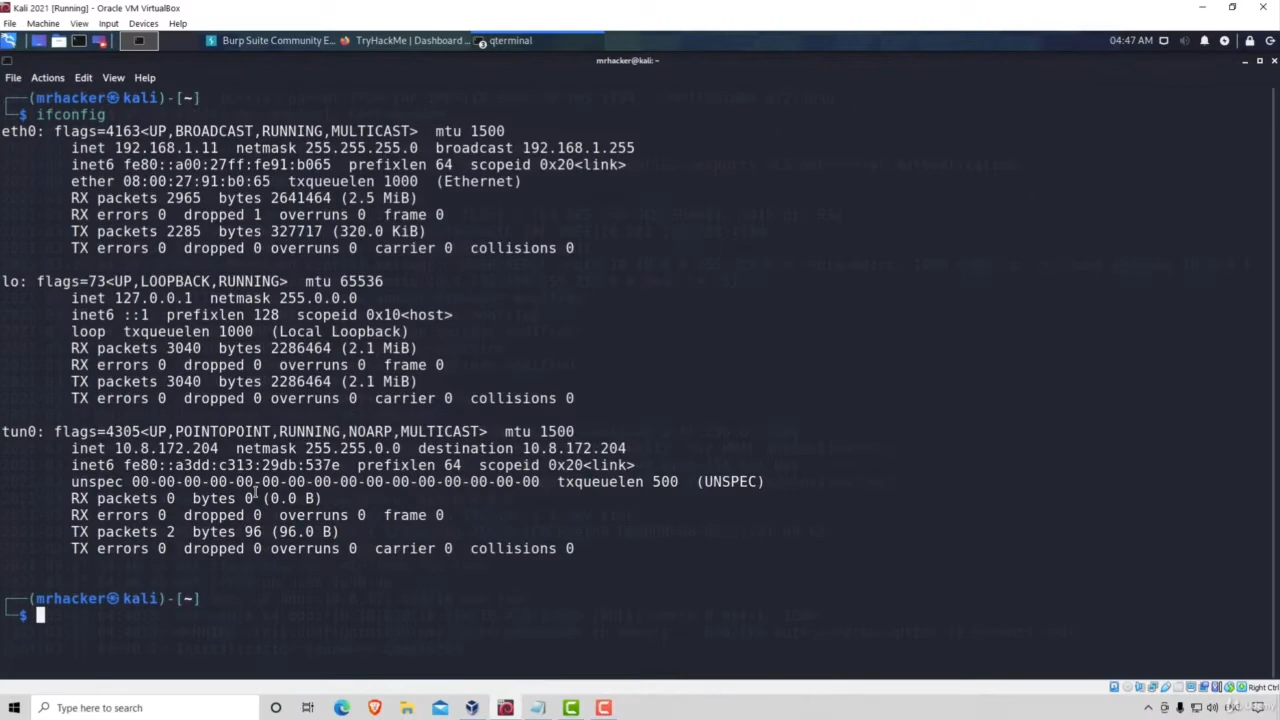 Kali 2021 [Running] - Oracle VM VirtualBox
File Machine View Input Devices Help
Burp Suite Community E... TryHackMe | Dashboard ... 3 qterminal 04:47 AM
mrhacker@kali: ~
File Actions Edit View Help
┌──(mrhacker㉿kali)-[~]
└─$ ifconfig
eth0: flags=4163<UP,BROADCAST,RUNNING,MULTICAST> mtu 1500
inet 192.168.1.11 netmask 255.255.255.0 broadcast 192.168.1.255
inet6 fe80::a00:27ff:fe91:b065 prefixlen 64 scopeid 0x20<link>
ether 08:00:27:91:b0:65 txqueuelen 1000 (Ethernet)
RX packets 2965 bytes 2641464 (2.5 MiB)
RX errors 0 dropped 1 overruns 0 frame 0
TX packets 2285 bytes 327717 (320.0 KiB)
TX errors 0 dropped 0 overruns 0 carrier 0 collisions 0
lo: flags=73<UP,LOOPBACK,RUNNING> mtu 65536
inet 127.0.0.1 netmask 255.0.0.0
inet6 ::1 prefixlen 128 scopeid 0x10<host>
loop txqueuelen 1000 (Local Loopback)
RX packets 3040 bytes 2286464 (2.1 MiB)
RX errors 0 dropped 0 overruns 0 frame 0
TX packets 3040 bytes 2286464 (2.1 MiB)
TX errors 0 dropped 0 overruns 0 carrier 0 collisions 0
tun0: flags=4305<UP,POINTOPOINT,RUNNING,NOARP,MULTICAST> mtu 1500
inet 10.8.172.204 netmask 255.255.0.0 destination 10.8.172.204
inet6 fe80::a3dd:c313:29db:537e prefixlen 64 scopeid 0x20<link>
unspec 00-00-00-00-00-00-00-00-00-00-00-00-00-00-00-00 txqueuelen 500 (UNSPEC)
RX packets 0 bytes 0 (0.0 B)
RX errors 0 dropped 0 overruns 0 frame 0
TX packets 2 bytes 96 (96.0 B)
TX errors 0 dropped 0 overruns 0 carrier 0 collisions 0
┌──(mrhacker㉿kali)-[~]
└─$
Right Ctrl
Type here to search